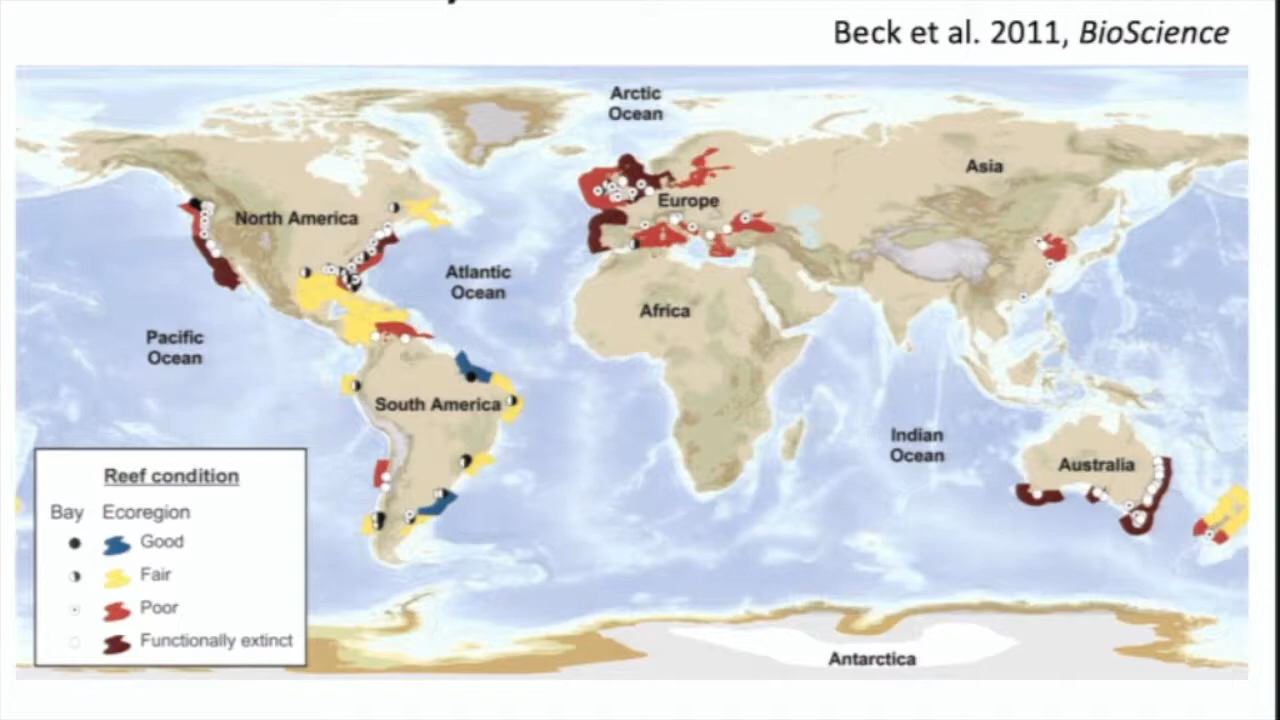 Beck et al. 2011, BioScience
Arctic
Ocean
Asia
Europe
North America
Atlantic
Ocean
Africa
Pacific
Ocean
South America
Indian
Ocean
Australia
Reef condition
Bay Ecoregion
Good
Fair
Poor
Functionally extinct
Antarctica